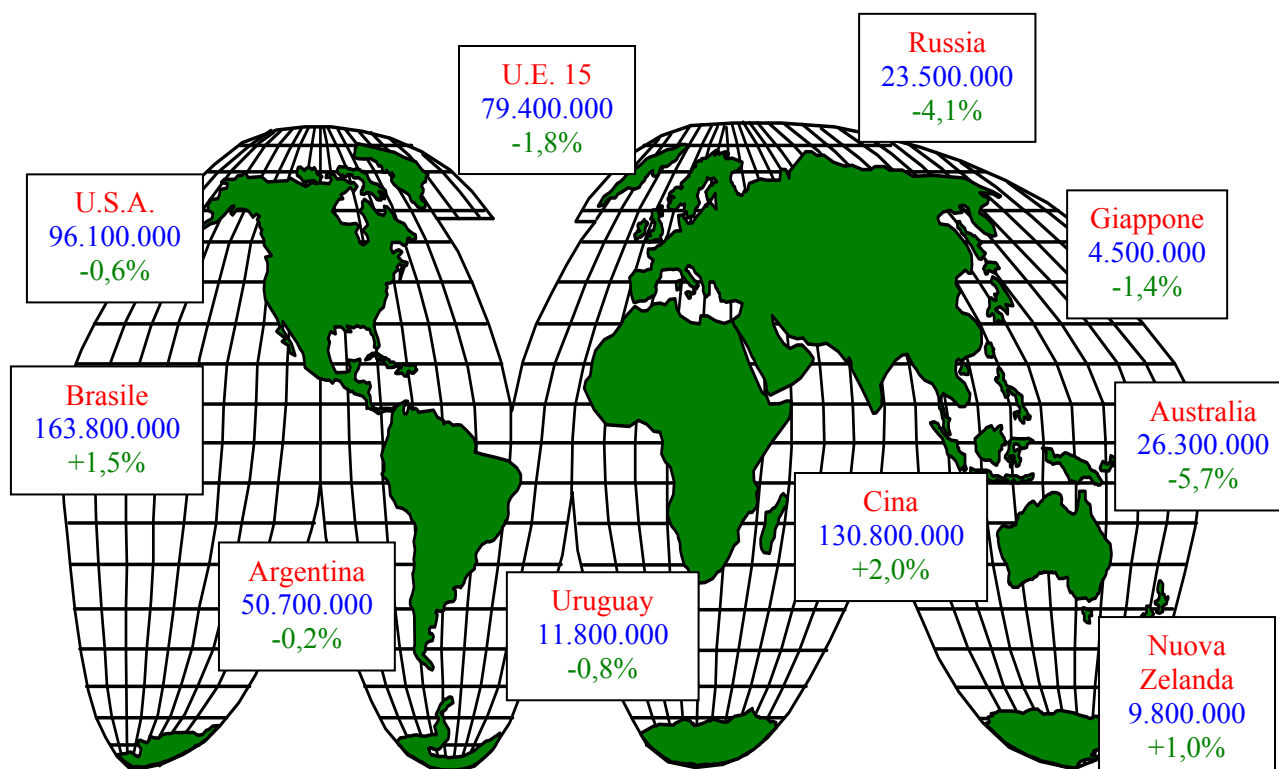 Russia
23.500.000
-4,1%
U.E. 15
79.400.000
-1,8%
U.S.A.
96.100.000
-0,6%
Giappone
4.500.000
-1,4%
Brasile
163.800.000
+1,5%
Australia
26.300.000
-5,7%
Cina
130.800.000
+2,0%
Argentina
50.700.000
-0,2%
Uruguay
11.800.000
-0,8%
Nuova
Zelanda
9.800.000
+1,0%